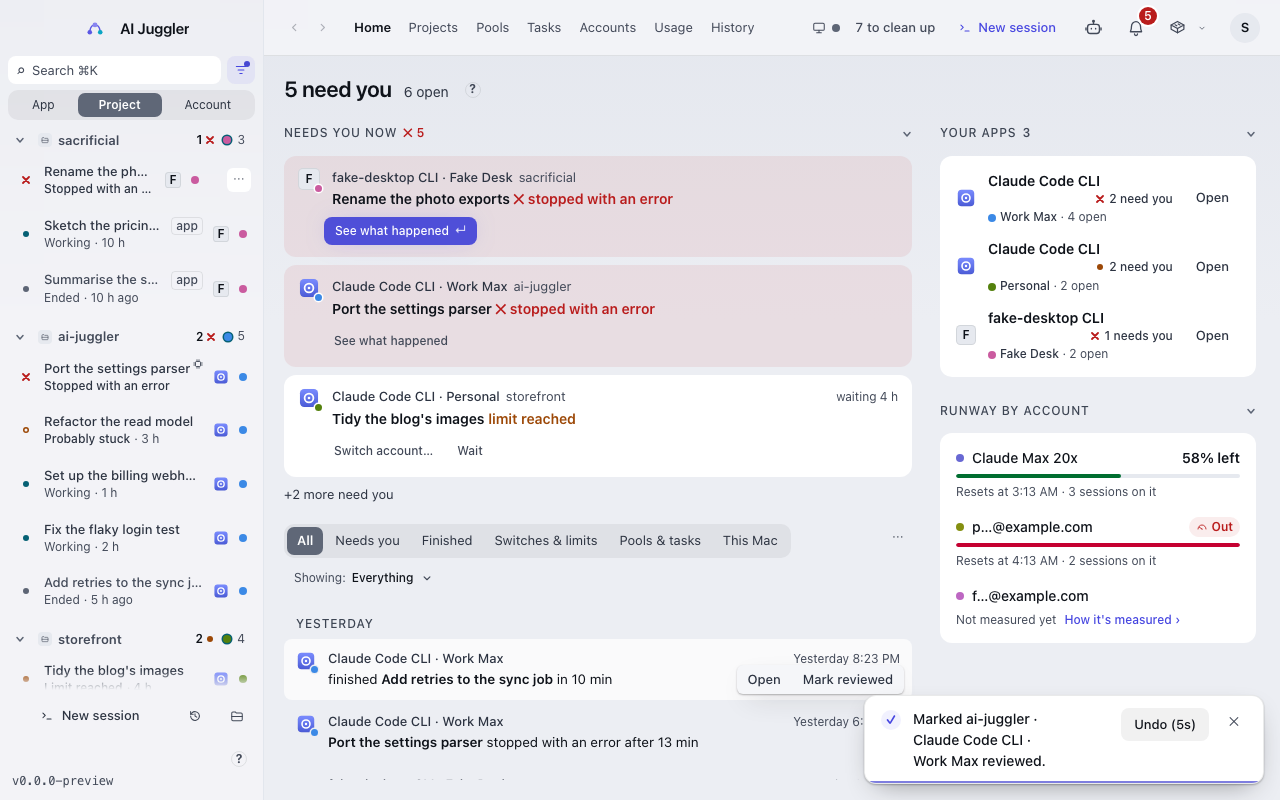 AI Juggler
Search ⌘K
App Project Account
sacrificial 1 3
Rename the ph... F
Stopped with an ...
Sketch the pricin... app F
Working · 10 h
Summarise the s... app F
Ended · 10 h ago
ai-juggler 2 5
Port the settings parser
Stopped with an error
Refactor the read model
Probably stuck · 3 h
Set up the billing webh...
Working · 1 h
Fix the flaky login test
Working · 2 h
Add retries to the sync j...
Ended · 5 h ago
storefront 2 4
Tidy the blog's images
Limit reached · 4 h
New session
?
v0.0.0-preview
Home Projects Pools Tasks Accounts Usage History
7 to clean up
New session
5
S
5 need you 6 open ?
NEEDS YOU NOW 5
F fake-desktop CLI · Fake Desk sacrificial
Rename the photo exports stopped with an error
See what happened
Claude Code CLI · Work Max ai-juggler
Port the settings parser stopped with an error
See what happened
Claude Code CLI · Personal storefront waiting 4 h
Tidy the blog's images limit reached
Switch account... Wait
+2 more need you
All Needs you Finished Switches & limits Pools & tasks This Mac ...
Showing: Everything
YESTERDAY
Claude Code CLI · Work Max Yesterday 8:23 PM
finished Add retries to the sync job in 10 min
Open Mark reviewed
Claude Code CLI · Work Max Yesterday 6:
Port the settings parser stopped with an error after 13 min
YOUR APPS 3
Claude Code CLI
2 need you Open
Work Max · 4 open
Claude Code CLI
2 need you Open
Personal · 2 open
fake-desktop CLI
F 1 needs you Open
Fake Desk · 2 open
RUNWAY BY ACCOUNT
Claude Max 20x 58% left
Resets at 3:13 AM · 3 sessions on it
p...@example.com Out
Resets at 4:13 AM · 2 sessions on it
f...@example.com
Not measured yet How it's measured ›
Marked ai-juggler ·
Claude Code CLI ·
Work Max reviewed.
Undo (5s)